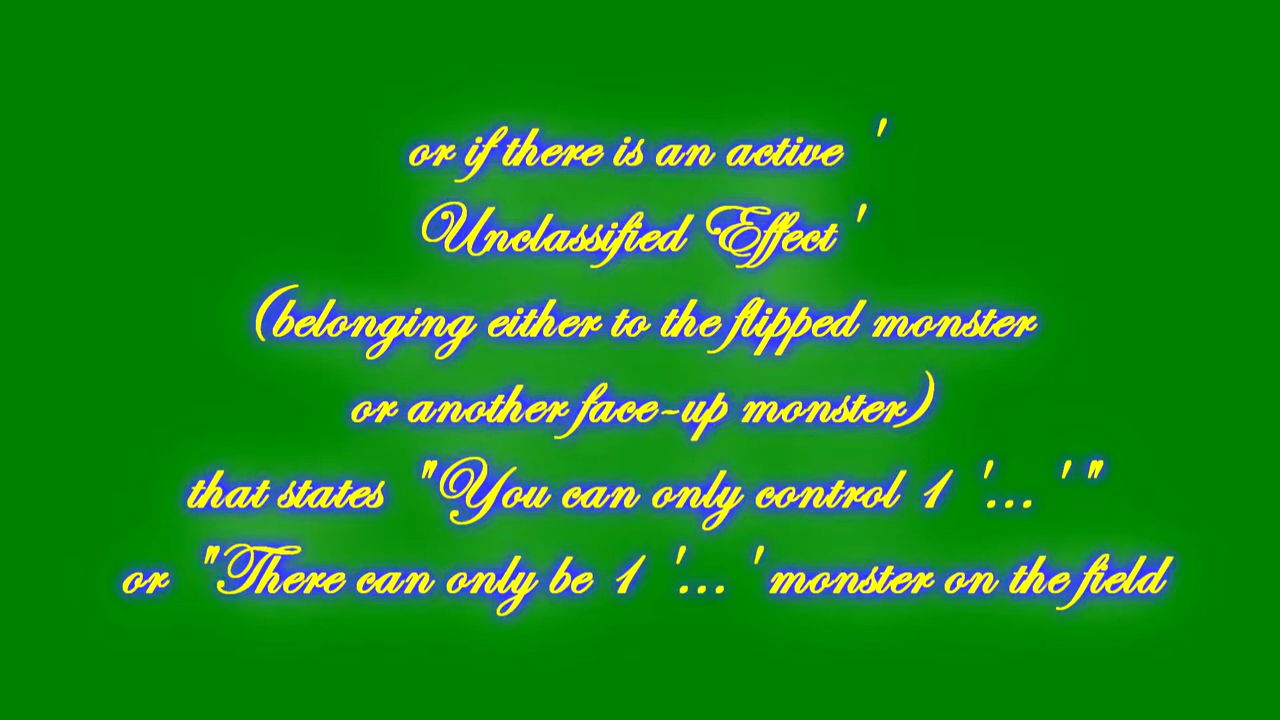 or if there is an active '
Unclassified Effect '
(belonging either to the flipped monster
or another face-up monster)
that states "You can only control 1 '... ' "
or "There can only be 1 '... ' monster on the field